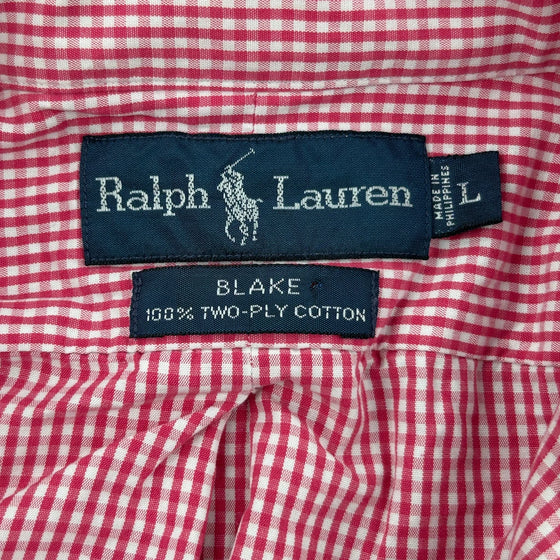 Ralph Lauren
MADE IN
PHILIPPINES
L
BLAKE
100% TWO-PLY COTTON